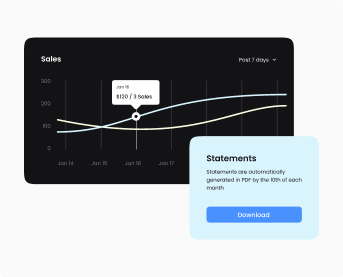 Sales
Past 7 days
300
Jan 16
$120 / 3 Sales
200
100
0
Jan 14
Jan 15
Jan 16
Jan 17
Statements
Statements are automatically
generated in PDF by the 10th of each
month
Download